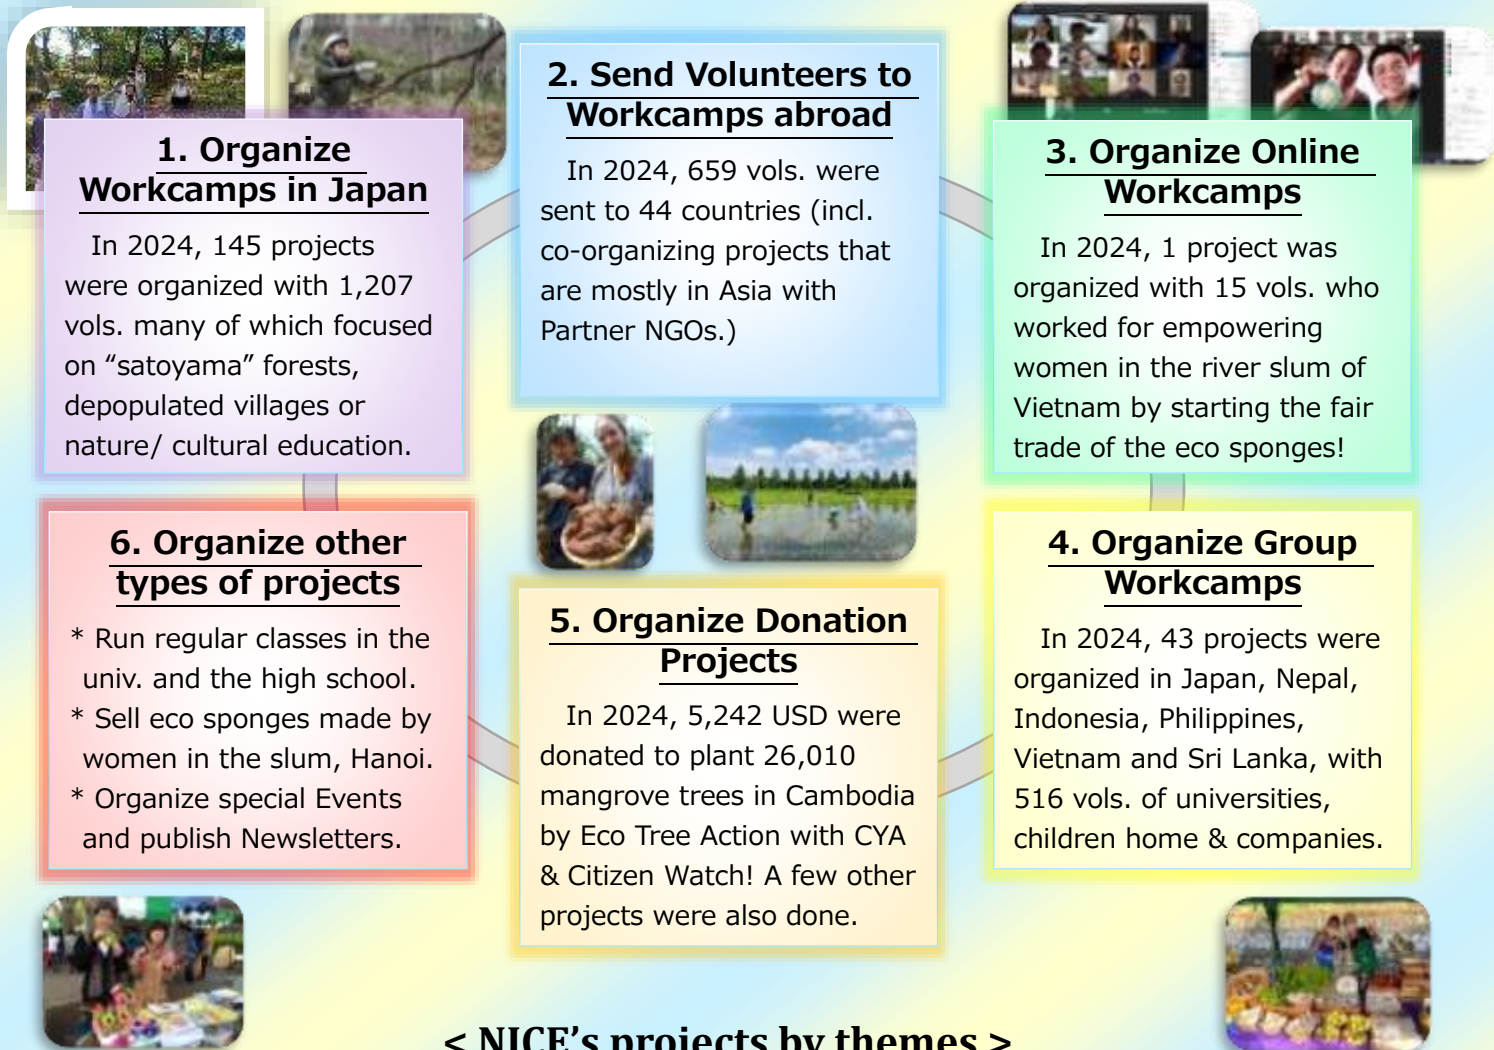 1. Organize
Workcamps in Japan
In 2024, 145 projects
were organized with 1,207
vols. many of which focused
on “satoyama” forests,
depopulated villages or
nature/ cultural education.
2. Send Volunteers to
Workcamps abroad
In 2024, 659 vols. were
sent to 44 countries (incl.
co-organizing projects that
are mostly in Asia with
Partner NGOs.)
3. Organize Online
Workcamps
In 2024, 1 project was
organized with 15 vols. who
worked for empowering
women in the river slum of
Vietnam by starting the fair
trade of the eco sponges!
4. Organize Group
Workcamps
In 2024, 43 projects were
organized in Japan, Nepal,
Indonesia, Philippines,
Vietnam and Sri Lanka, with
516 vols. of universities,
children home & companies.
5. Organize Donation
Projects
In 2024, 5,242 USD were
donated to plant 26,010
mangrove trees in Cambodia
by Eco Tree Action with CYA
& Citizen Watch! A few other
projects were also done.
6. Organize other
types of projects
* Run regular classes in the
univ. and the high school.
* Sell eco sponges made by
women in the slum, Hanoi.
* Organize special Events
and publish Newsletters.
< NICE’s projects by themes >